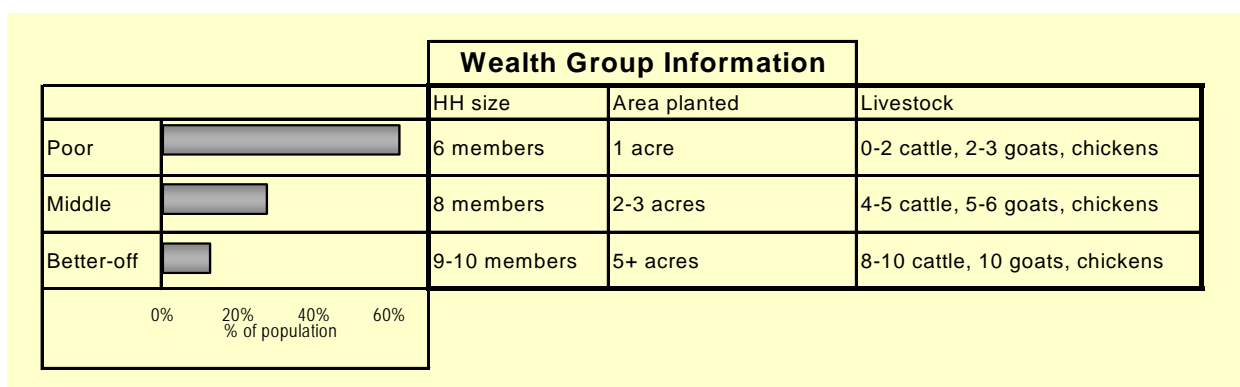 Wealth Group Information
HH size Area planted Livestock
Poor 6 members 1 acre 0-2 cattle, 2-3 goats, chickens
Middle 8 members 2-3 acres 4-5 cattle, 5-6 goats, chickens
Better-off 9-10 members 5+ acres 8-10 cattle, 10 goats, chickens
0% 20% 40% 60%
% of population